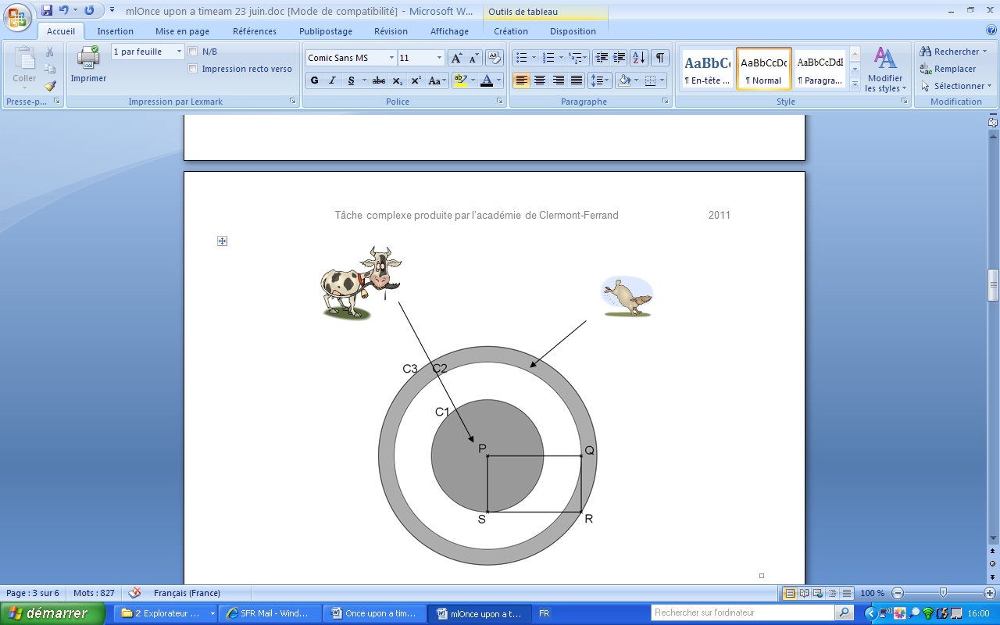 mlOnce upon a timeam 23 juin.doc [Mode de compatibilité] - Microsoft W...
Outils de tableau
Accueil Insertion Mise en page Références Publipostage Révision Affichage Création Disposition
Coller
Presse-p...
Imprimer
1 par feuille
N/B
Impression recto verso
Impression par Lexmark
Comic Sans MS 11
G I S abc x₂ x² Aa
Police
Paragraphe
AaBbC AaBbCcDc AaBbCcDdI
¶ En-tête ... ¶ Normal ¶ Paragra...
Modifier
les styles
Style
Rechercher
Remplacer
Sélectionner
Modification
Tâche complexe produite par l'académie de Clermont-Ferrand 2011
C3 C2
C1
P Q
S R
Page : 3 sur 6 Mots : 827 Français (France) 100 %
démarrer 2 Explorateur ... SFR Mail - Wind... Once upon a tim... mlOnce upon a t... FR Rechercher sur l'ordinateur 16:00